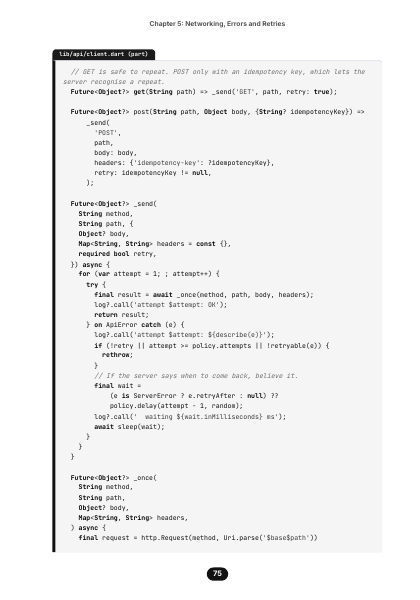 Chapter 5: Networking, Errors and Retries
lib/api/client.dart (part)
// GET is safe to repeat. POST only with an idempotency key, which lets the
server recognise a repeat.
Future<Object?> get(String path) => _send('GET', path, retry: true);
Future<Object?> post(String path, Object body, {String? idempotencyKey}) =>
_send(
'POST',
path,
body: body,
headers: {'idempotency-key': ?idempotencyKey},
retry: idempotencyKey != null,
);
Future<Object?> _send(
String method,
String path, {
Object? body,
Map<String, String> headers = const {},
required bool retry,
}) async {
for (var attempt = 1; ; attempt++) {
try {
final result = await _once(method, path, body, headers);
log?.call('attempt $attempt: OK');
return result;
} on ApiError catch (e) {
log?.call('attempt $attempt: ${describe(e)}');
if (!retry || attempt >= policy.attempts || !retryable(e)) {
rethrow;
}
// If the server says when to come back, believe it.
final wait =
(e is ServerError ? e.retryAfter : null) ??
policy.delay(attempt - 1, random);
log?.call('  waiting ${wait.inMilliseconds} ms');
await sleep(wait);
}
}
}
Future<Object?> _once(
String method,
String path,
Object? body,
Map<String, String> headers,
) async {
final request = http.Request(method, Uri.parse('$base$path'))
75